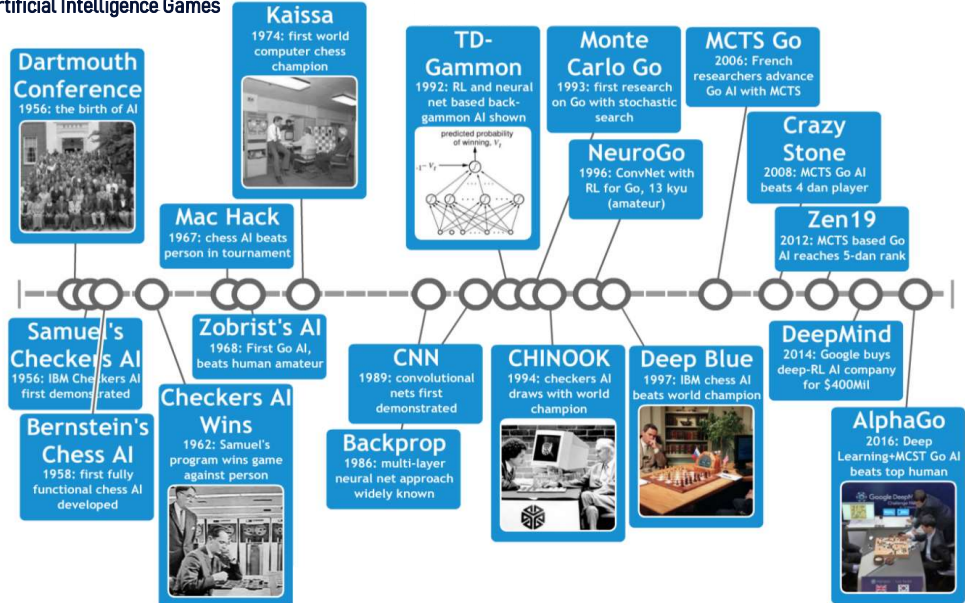 rtificial Intelligence Games
Dartmouth
Conference
1956: the birth of AI
Samuel's
Checkers AI
1956: IBM Checkers AI
first demonstrated
Bernstein's
Chess AI
1958: first fully
functional chess AI
developed
Checkers AI
Wins
1962: Samuel's
program wins game
against person
Mac Hack
1967: chess AI beats
person in tournament
Zobrist's AI
1968: First Go AI,
beats human amateur
Kaissa
1974: first world
computer chess
champion
Backprop
1986: multi-layer
neural net approach
widely known
CNN
1989: convolutional
nets first
demonstrated
TD-
Gammon
1992: RL and neural
net based back-
gammon AI shown
predicted probability
of winning, Vt
Monte
Carlo Go
1993: first research
on Go with stochastic
search
CHINOOK
1994: checkers AI
draws with world
champion
NeuroGo
1996: ConvNet with
RL for Go, 13 kyu
(amateur)
Deep Blue
1997: IBM chess AI
beats world champion
MCTS Go
2006: French
researchers advance
Go AI with MCTS
Crazy
Stone
2008: MCTS Go AI
beats 4 dan player
Zen19
2012: MCTS based Go
AI reaches 5-dan rank
DeepMind
2014: Google buys
deep-RL AI company
for $400Mil
AlphaGo
2016: Deep
Learning+MCST Go AI
beats top human